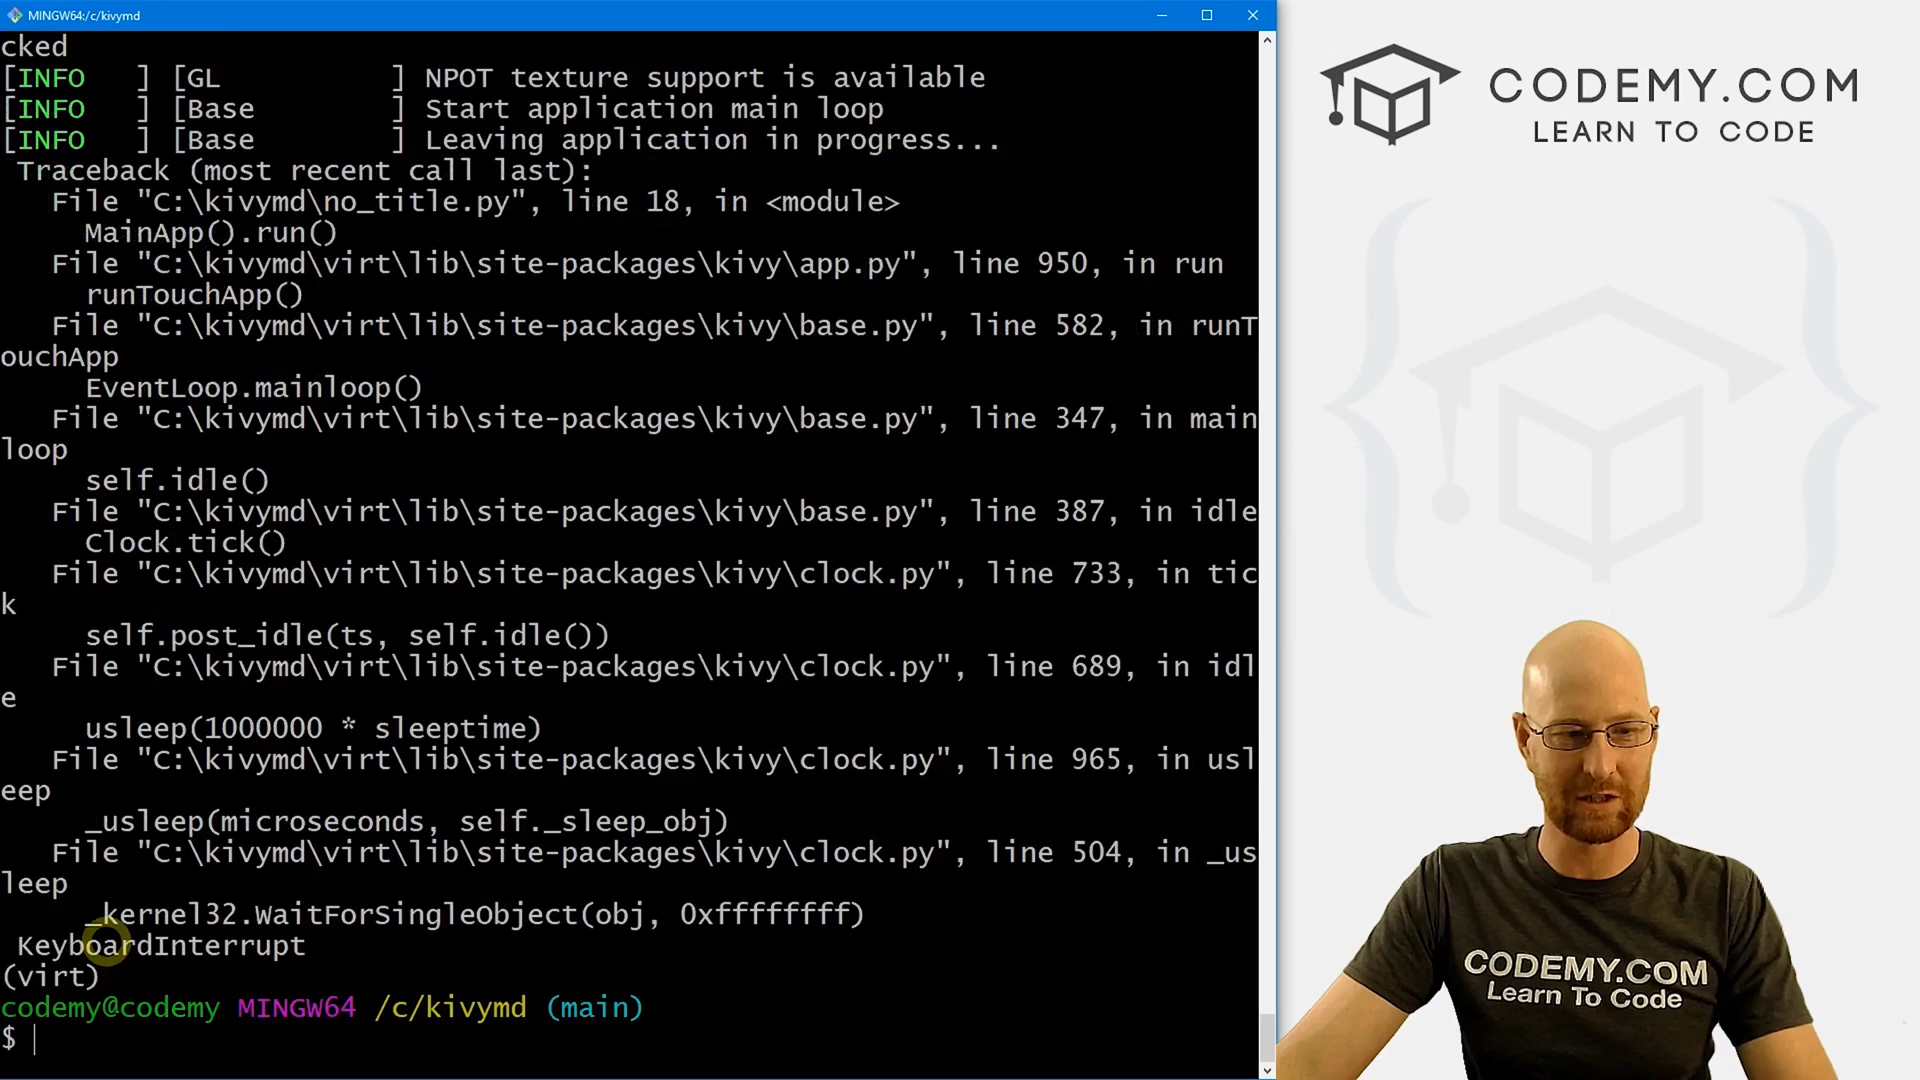 MINGW64:/c/kivymd
cked
[INFO   ] [GL          ] NPOT texture support is available
[INFO   ] [Base        ] Start application main loop
[INFO   ] [Base        ] Leaving application in progress...
Traceback (most recent call last):
File "C:\kivymd\no_title.py", line 18, in <module>
MainApp().run()
File "C:\kivymd\virt\lib\site-packages\kivy\app.py", line 950, in run
runTouchApp()
File "C:\kivymd\virt\lib\site-packages\kivy\base.py", line 582, in runT
ouchApp
EventLoop.mainloop()
File "C:\kivymd\virt\lib\site-packages\kivy\base.py", line 347, in main
loop
self.idle()
File "C:\kivymd\virt\lib\site-packages\kivy\base.py", line 387, in idle
Clock.tick()
File "C:\kivymd\virt\lib\site-packages\kivy\clock.py", line 733, in tic
k
self.post_idle(ts, self.idle())
File "C:\kivymd\virt\lib\site-packages\kivy\clock.py", line 689, in idl
e
usleep(1000000 * sleeptime)
File "C:\kivymd\virt\lib\site-packages\kivy\clock.py", line 965, in usl
eep
_usleep(microseconds, self._sleep_obj)
File "C:\kivymd\virt\lib\site-packages\kivy\clock.py", line 504, in _us
leep
_kernel32.WaitForSingleObject(obj, 0xffffffff)
KeyboardInterrupt
(virt)
codemy@codemy MINGW64 /c/kivymd (main)
$
CODEMY.COM
LEARN TO CODE
CODEMY.COM
Learn To Code